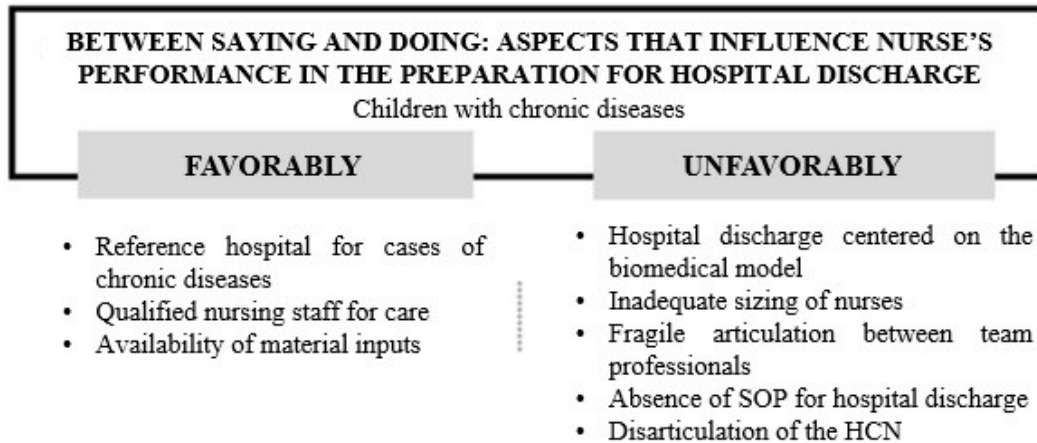 BETWEEN SAYING AND DOING: ASPECTS THAT INFLUENCE NURSE'S
PERFORMANCE IN THE PREPARATION FOR HOSPITAL DISCHARGE
Children with chronic diseases
FAVORABLY
• Reference hospital for cases of
chronic diseases
• Qualified nursing staff for care
• Availability of material inputs
UNFAVORABLY
• Hospital discharge centered on the
biomedical model
• Inadequate sizing of nurses
• Fragile articulation between team
professionals
• Absence of SOP for hospital discharge
• Disarticulation of the HCN